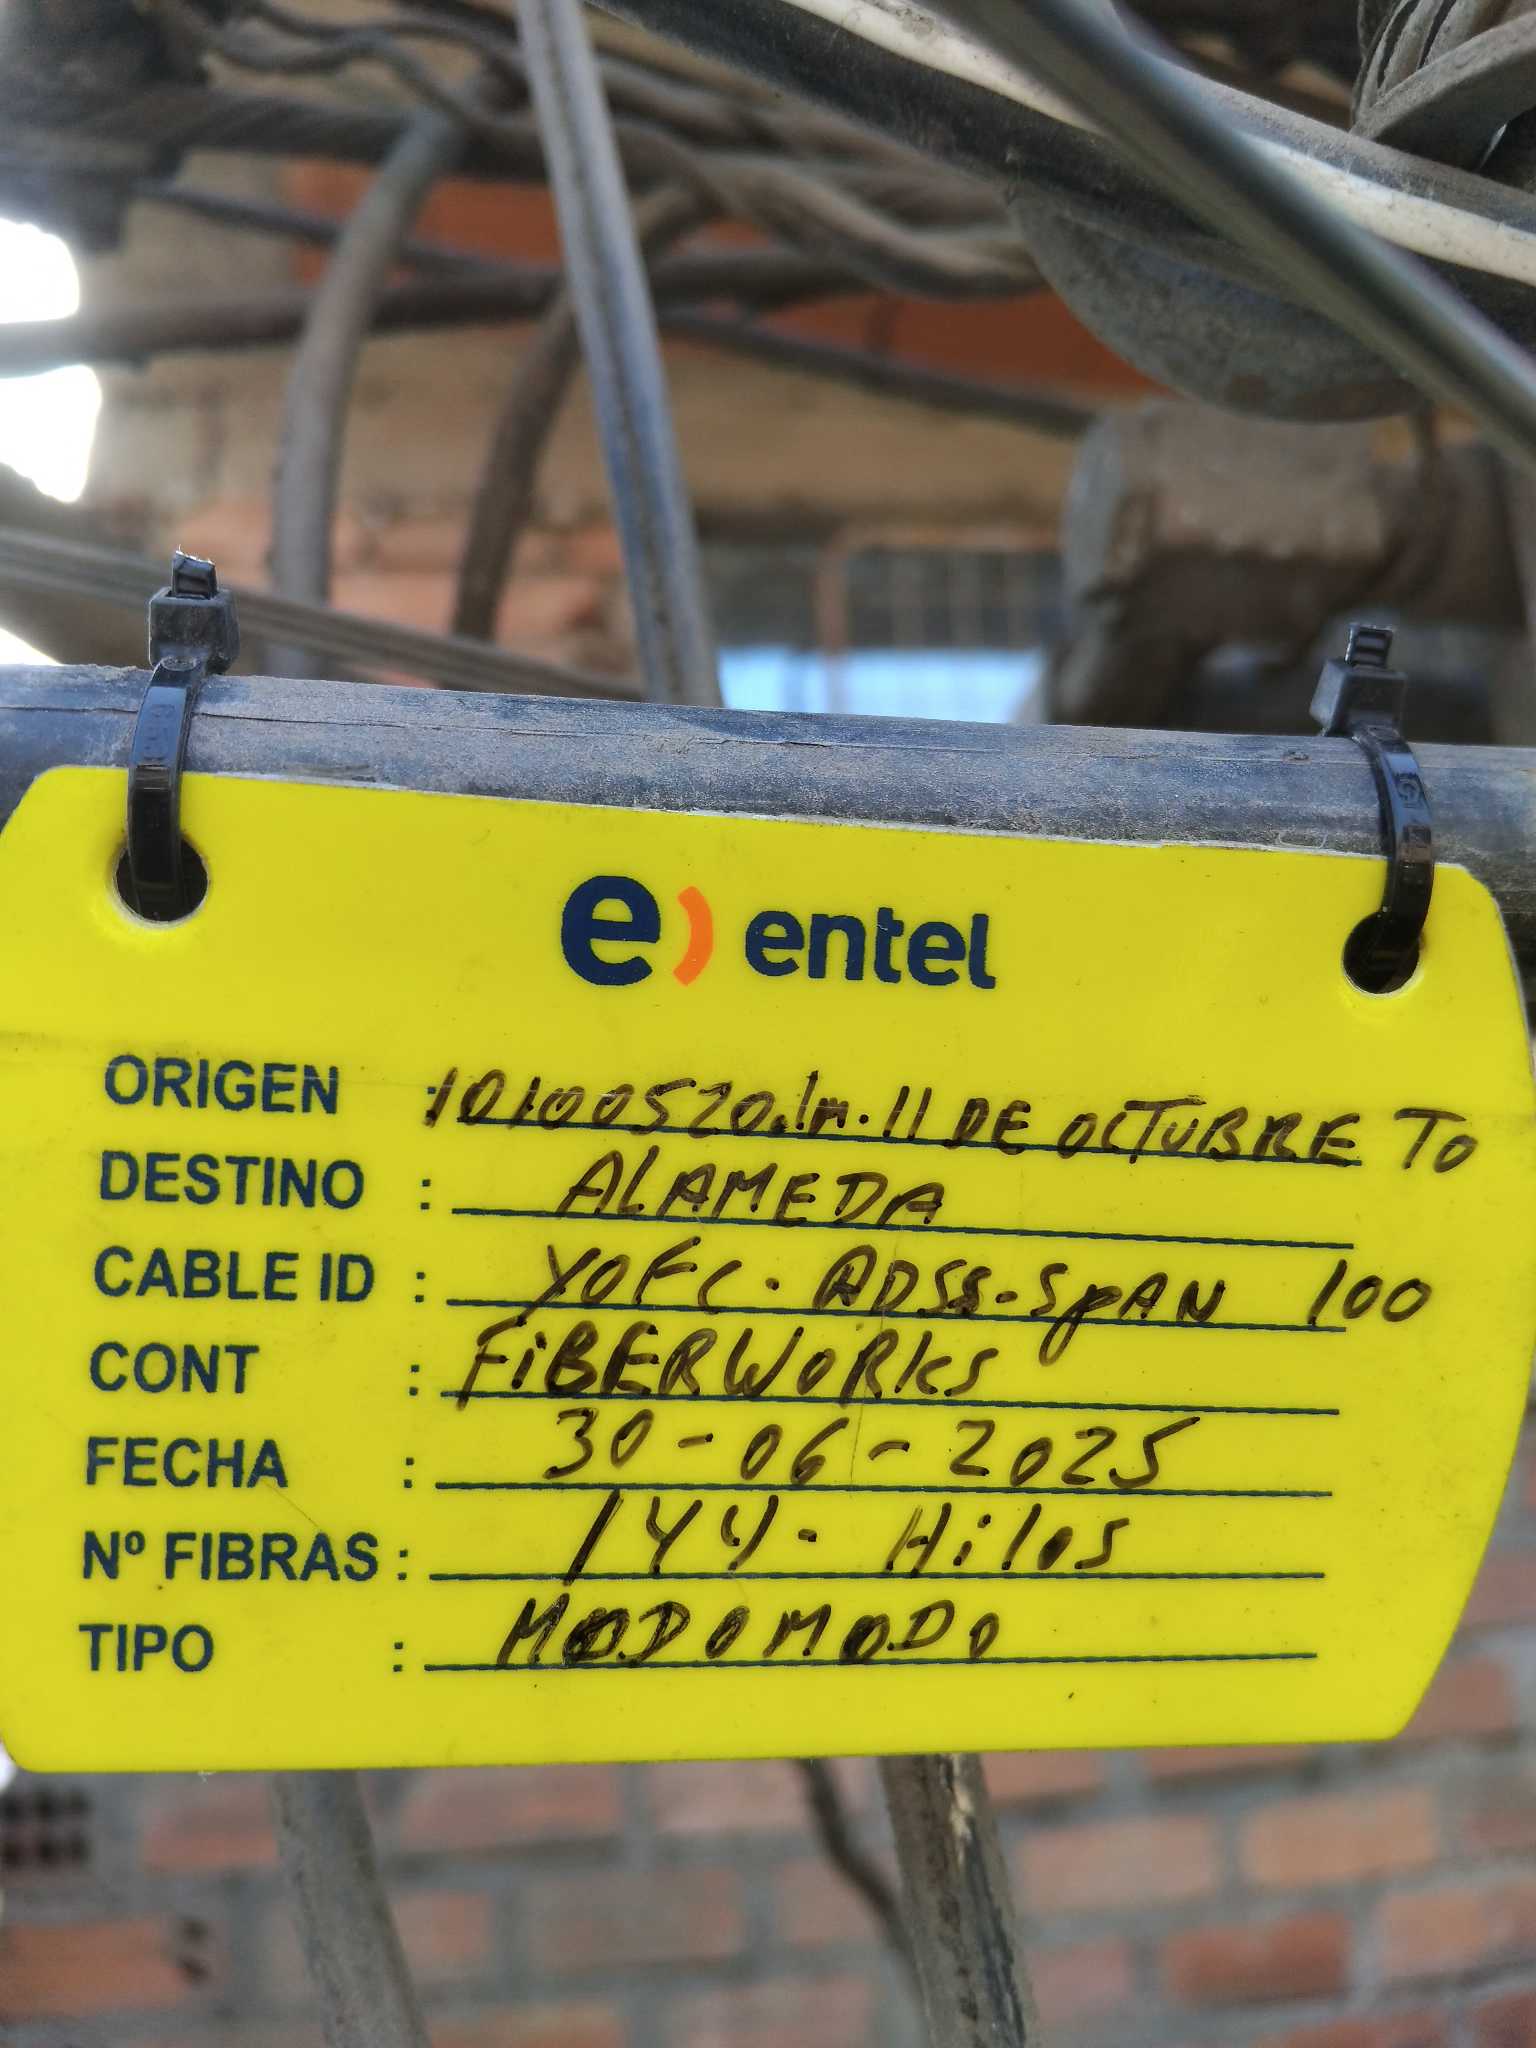 e) entel
ORIGEN : 10100520.lm.11 DE OCTUBRE TO
DESTINO : ALAMEDA
CABLE ID : YOFC. ADSS-SpAN 100
CONT : FiBERWORKS
FECHA : 30-06-2025
Nº FIBRAS : 144. Hilos
TIPO : MODOMODO